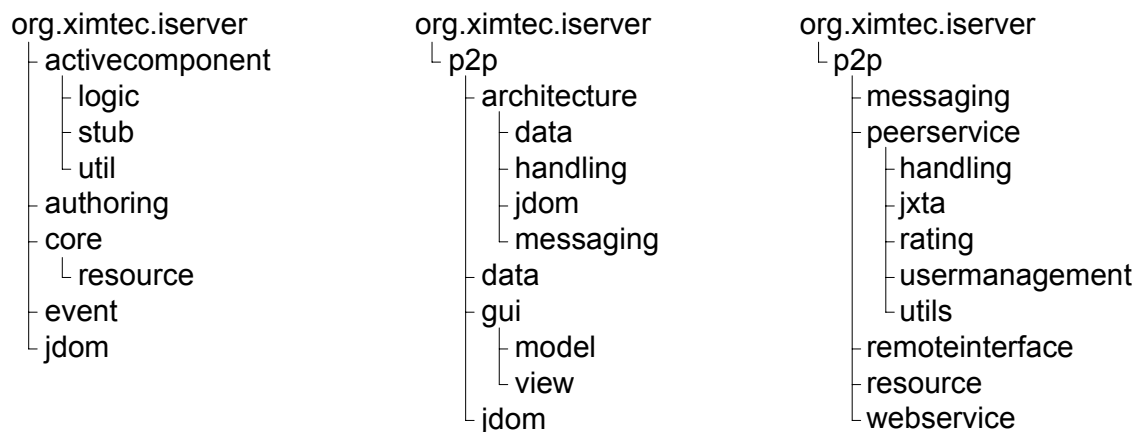 org.ximtec.iserver
activecomponent
logic
stub
util
authoring
core
resource
event
jdom
org.ximtec.iserver
p2p
architecture
data
handling
jdom
messaging
data
gui
model
view
jdom
org.ximtec.iserver
p2p
messaging
peerservice
handling
jxta
rating
usermanagement
utils
remoteinterface
resource
webservice